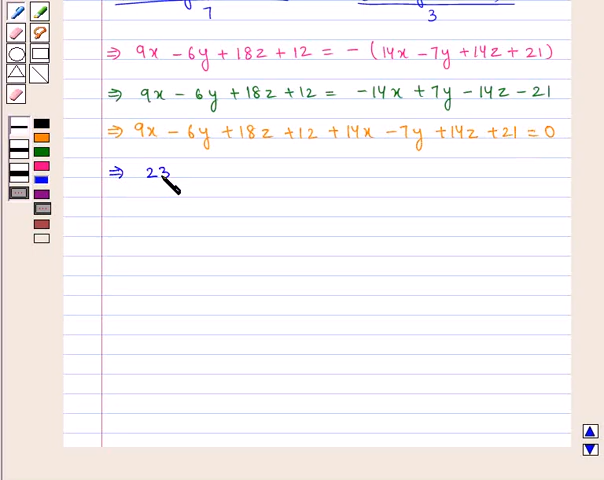 7 3
⇒ 9x - 6y + 18z + 12 = - (14x - 7y + 14z + 21)
⇒ 9x - 6y + 18z + 12 = - 14x + 7y - 14z - 21
⇒ 9x - 6y + 18z + 12 + 14x - 7y + 14z + 21 = 0
⇒ 23